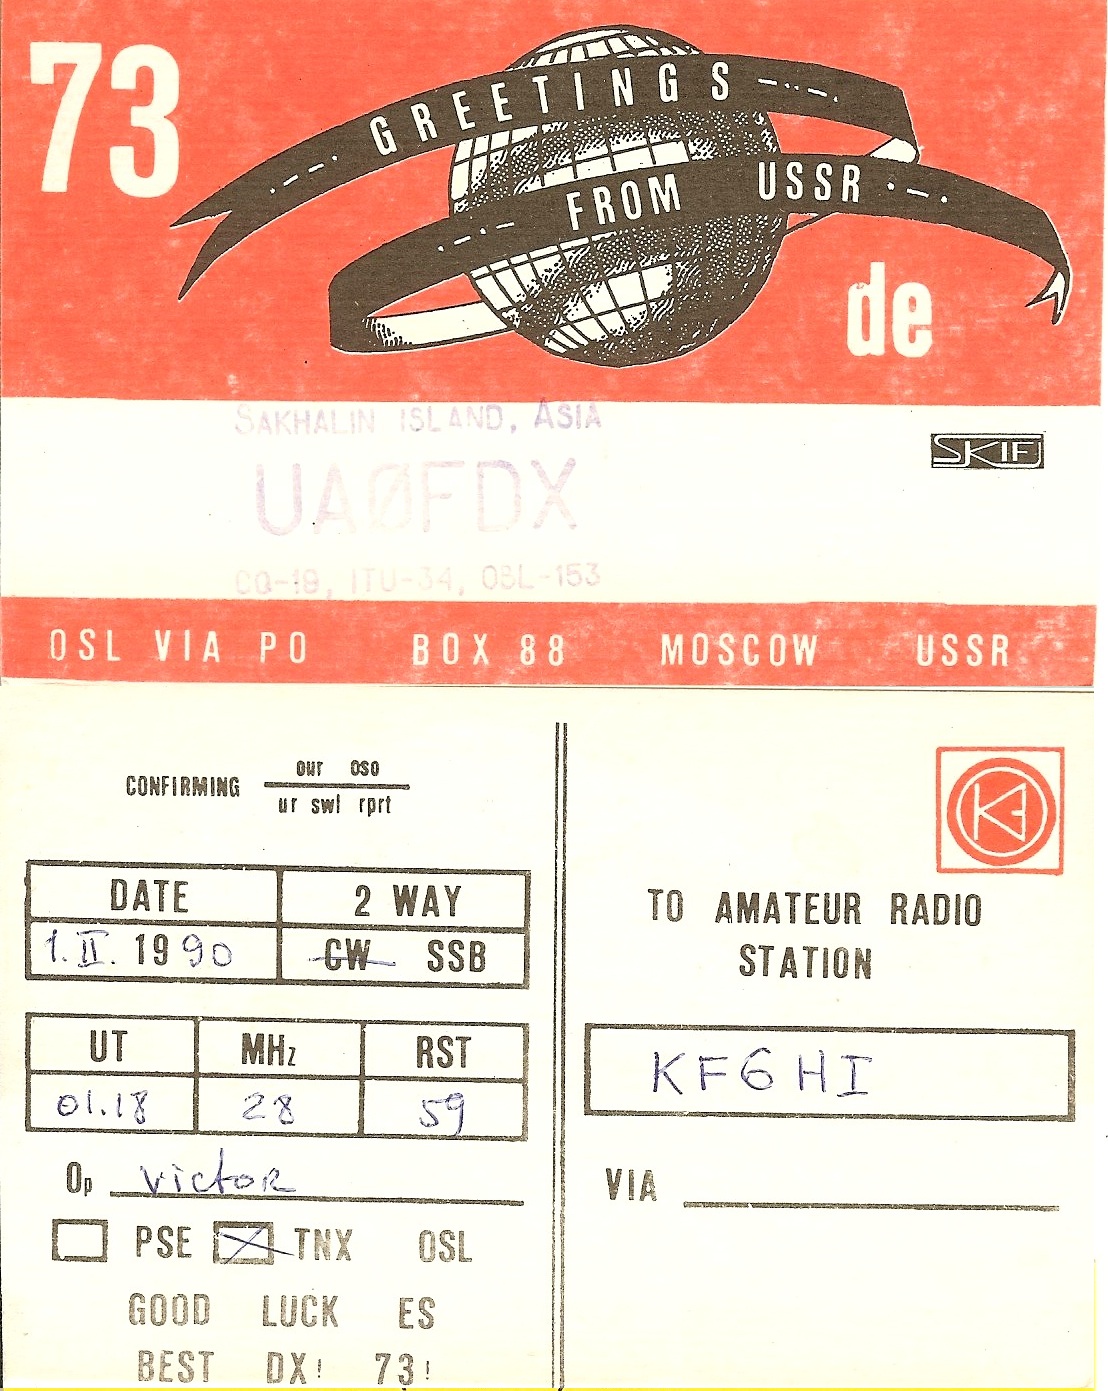 73
GREETINGS
FROM USSR
de
SAKHALIN ISLAND, ASIA
UAØFDX
CQ-19, ITU-34, OBL-153
SKIF
QSL VIA PO BOX 88 MOSCOW USSR
CONFIRMING our QSO
ur swl rprt
DATE 2 WAY
1.II. 1990 CW SSB
UT MHz RST
01.18 28 59
Op Victor
PSE TNX QSL
GOOD LUCK ES
BEST DX! 73!
TO AMATEUR RADIO
STATION
KF6HI
VIA